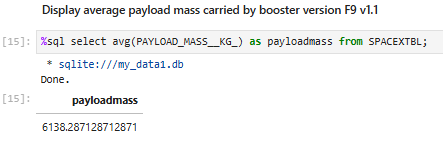 Display average payload mass carried by booster version F9 v1.1
[15]: %sql select avg(PAYLOAD_MASS__KG_) as payloadmass from SPACEXTBL;
* sqlite:///my_data1.db
Done.
[15]: payloadmass
6138.287128712871